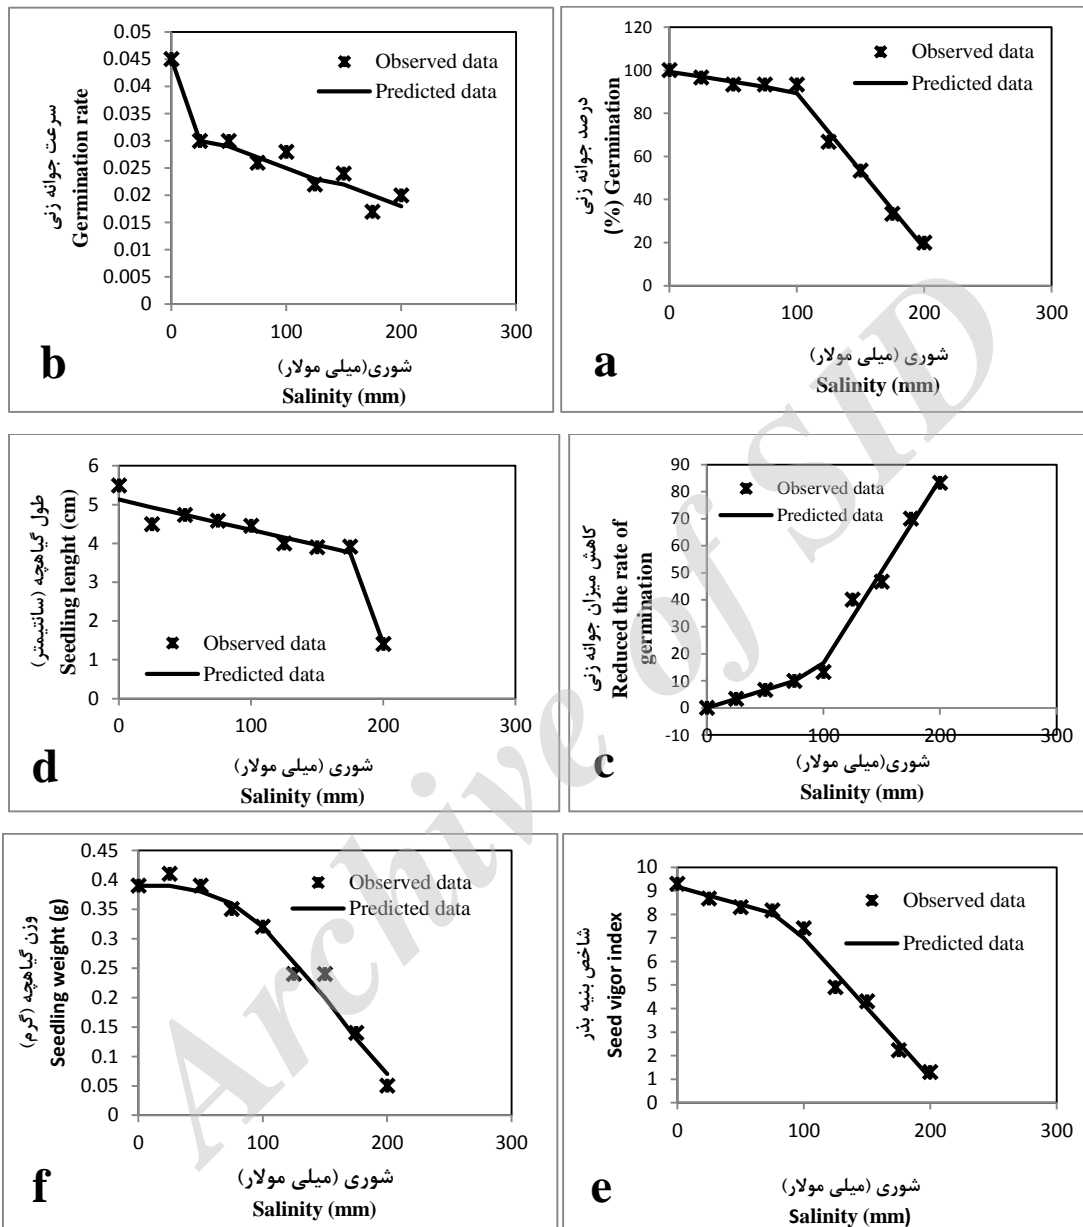 0.05
0.045
0.04
0.035
0.03
0.025
0.02
0.015
0.01
0.005
0
سرعت جوانه زنی
Germination rate
Observed data
Predicted data
0 100 200 300
شوری(میلی مولار)
Salinity (mm)
b
120
100
80
60
40
20
0
درصد جوانه زنی
(%) Germination
Observed data
Predicted data
0 100 200 300
شوری (میلی مولار)
Salinity (mm)
a
6
5
4
3
2
1
0
طول گیاهچه (سانتیمتر)
Seedling lenght (cm)
Observed data
Predicted data
0 100 200 300
شوری (میلی مولار)
Salinity (mm)
d
90
80
70
60
50
40
30
20
10
0
-10
کاهش میزان جوانه زنی
Reduced the rate of
germination
Observed data
Predicted data
0 100 200 300
شوری(میلی مولار)
Salinity (mm)
c
0.45
0.4
0.35
0.3
0.25
0.2
0.15
0.1
0.05
0
وزن گیاهچه (گرم)
Seedling weight (g)
Observed data
Predicted data
0 100 200 300
شوری (میلی مولار)
Salinity (mm)
f
10
9
8
7
6
5
4
3
2
1
0
شاخص بنیه بذر
Seed vigor index
Observed data
Predicted data
0 100 200 300
شوری (میلی مولار)
Salinity (mm)
e
Archive of SID